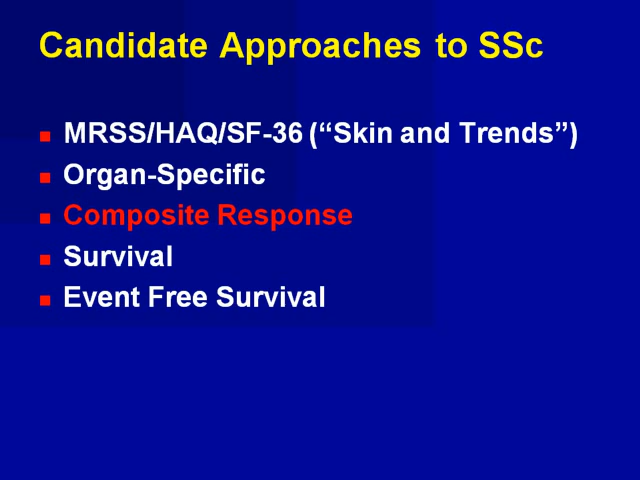 Candidate Approaches to SSc
MRSS/HAQ/SF-36 (“Skin and Trends”)
Organ-Specific
Composite Response
Survival
Event Free Survival